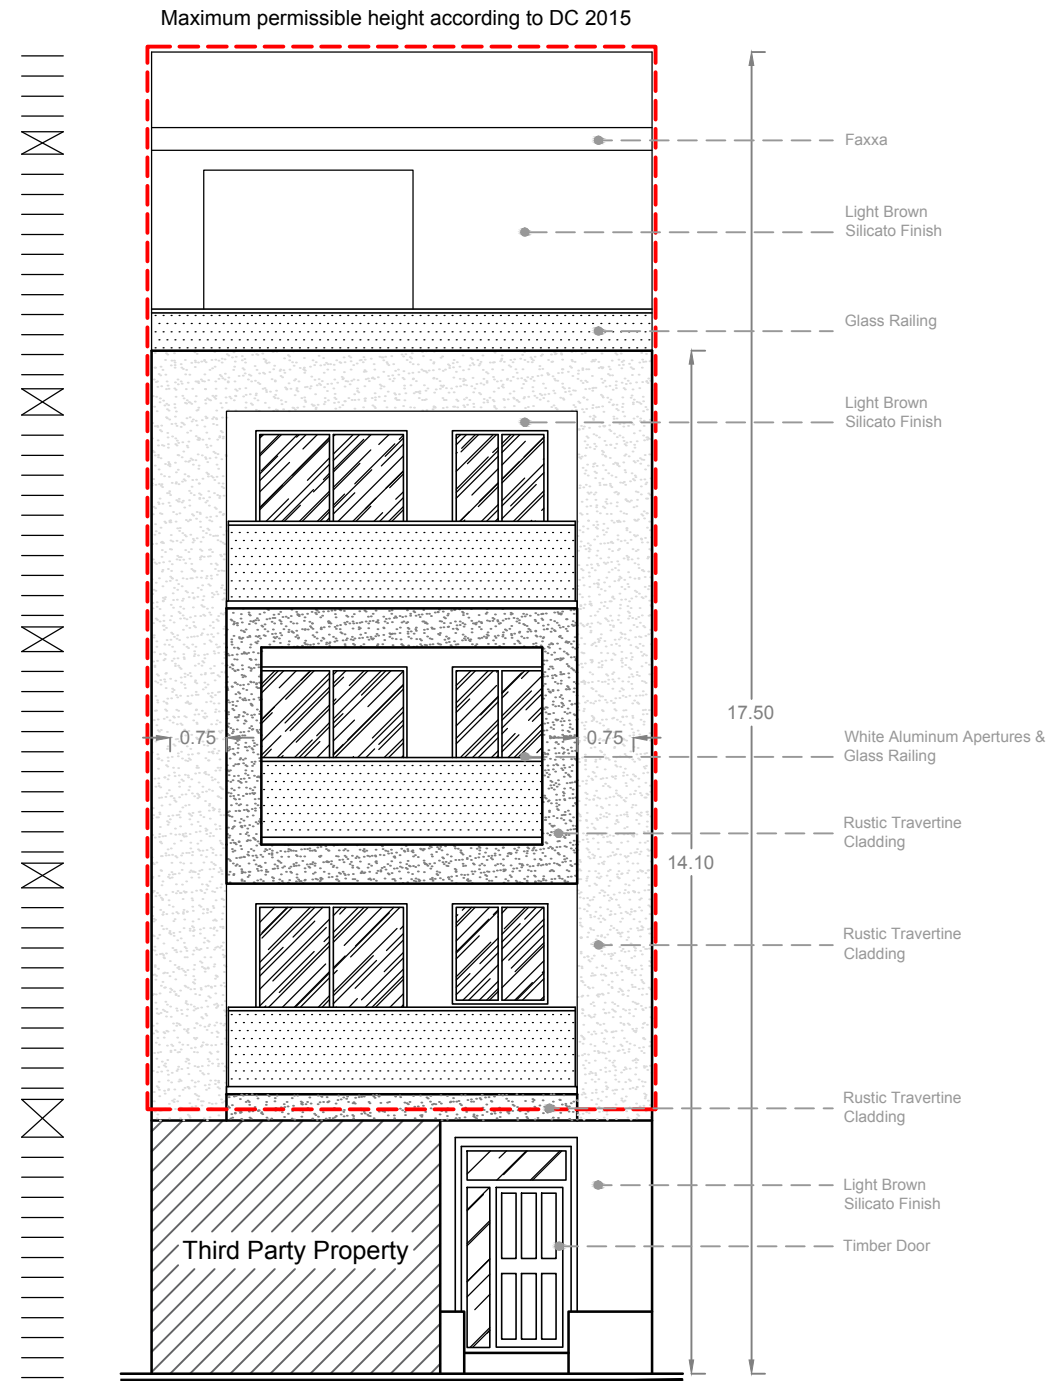 Maximum permissible height according to DC 2015
Faxxa
Light Brown
Silicato Finish
Glass Railing
Light Brown
Silicato Finish
17.50
0.75
0.75
White Aluminum Apertures &
Glass Railing
Rustic Travertine
Cladding
14.10
Rustic Travertine
Cladding
Rustic Travertine
Cladding
Light Brown
Silicato Finish
Third Party Property
Timber Door